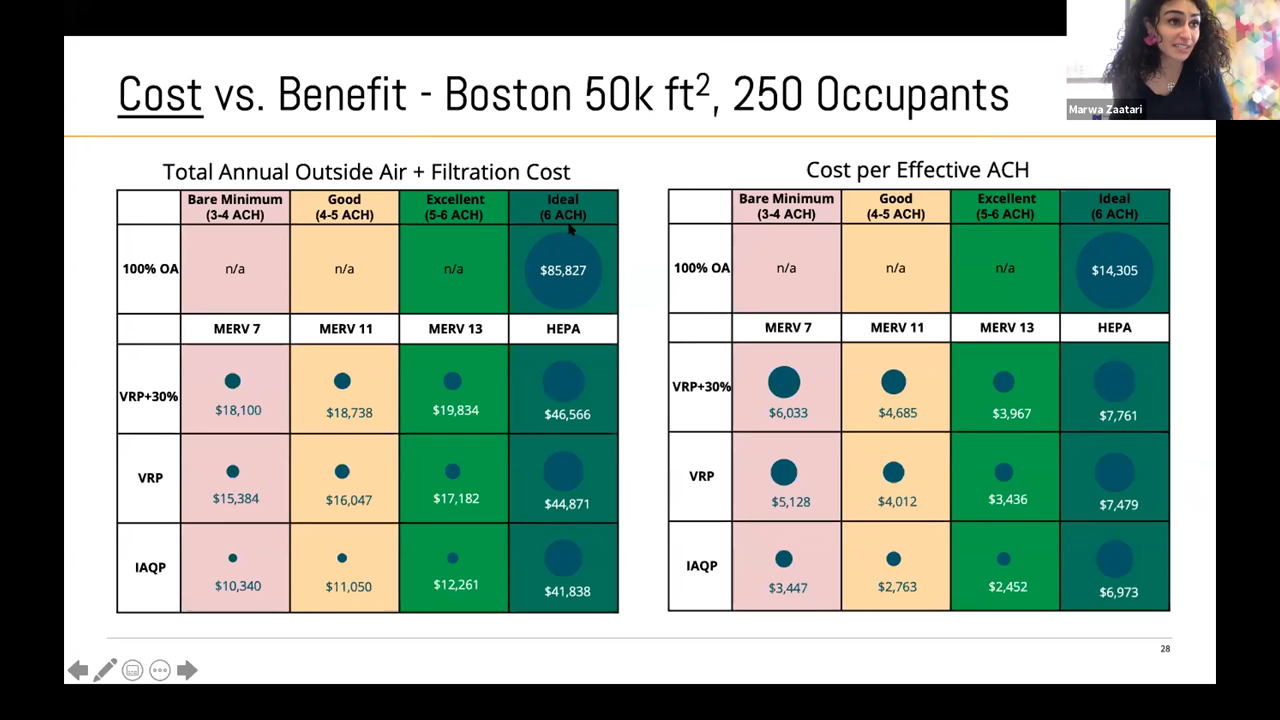 Cost vs. Benefit - Boston 50k ft², 250 Occupants
Marwa Zaatari
Total Annual Outside Air + Filtration Cost
Bare Minimum Good Excellent Ideal
(3-4 ACH) (4-5 ACH) (5-6 ACH) (6 ACH)
100% OA n/a n/a n/a $85,827
MERV 7 MERV 11 MERV 13 HEPA
VRP+30% $18,100 $18,738 $19,834 $46,566
VRP $15,384 $16,047 $17,182 $44,871
IAQP $10,340 $11,050 $12,261 $41,838
Cost per Effective ACH
Bare Minimum Good Excellent Ideal
(3-4 ACH) (4-5 ACH) (5-6 ACH) (6 ACH)
100% OA n/a n/a n/a $14,305
MERV 7 MERV 11 MERV 13 HEPA
VRP+30% $6,033 $4,685 $3,967 $7,761
VRP $5,128 $4,012 $3,436 $7,479
IAQP $3,447 $2,763 $2,452 $6,973
28